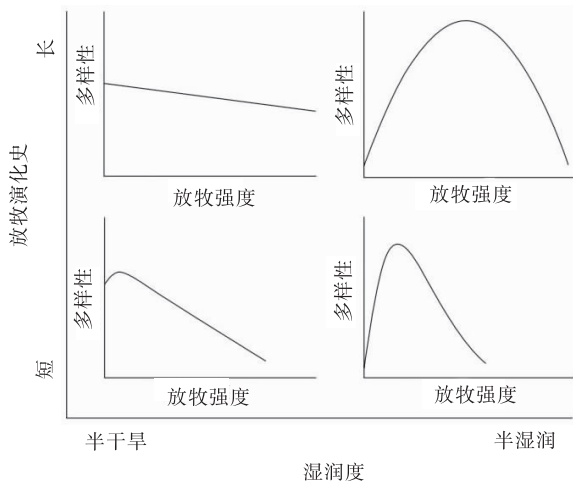 长
多样性
多样性
放牧强度
放牧强度
放牧演化史
多样性
多样性
短
放牧强度
放牧强度
半干旱
半湿润
湿润度